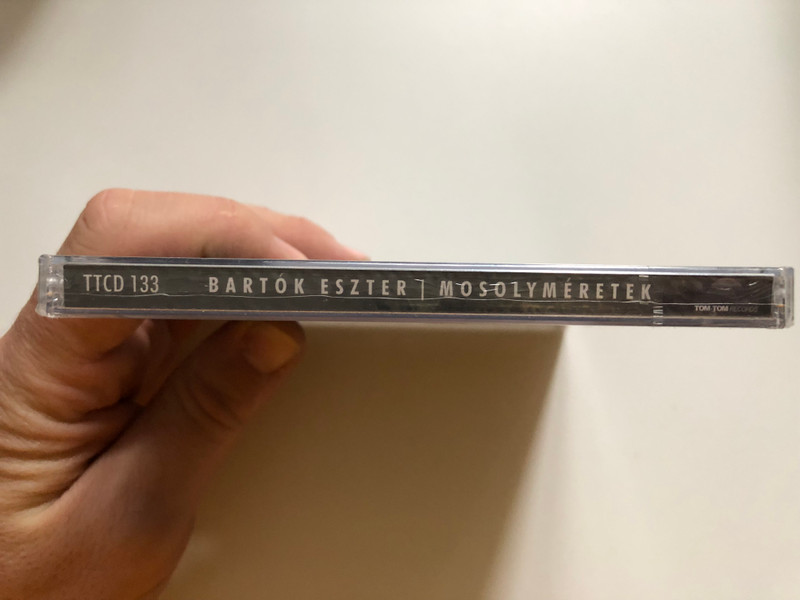 TTCD 133 BARTÓK ESZTER | MOSOLYMÉRETEK
TOM-TOM RECORDS